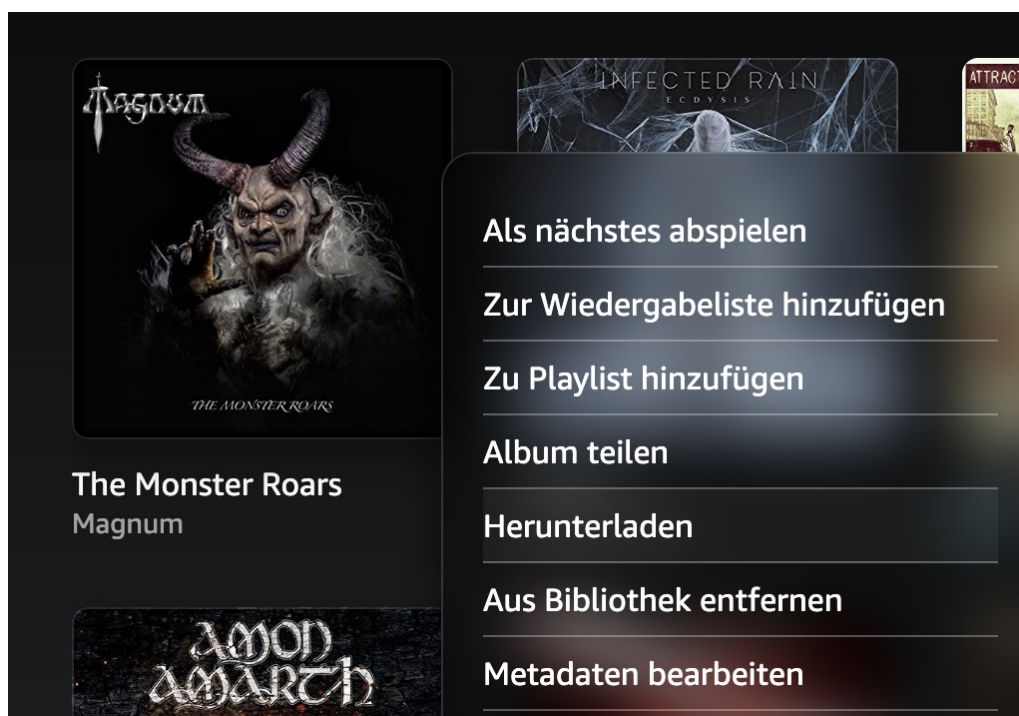 MAGNUM
THE MONSTER ROARS
The Monster Roars
Magnum
INFECTED RAIN
ECDYSIS
ATTRACT
Als nächstes abspielen
Zur Wiedergabeliste hinzufügen
Zu Playlist hinzufügen
Album teilen
Herunterladen
Aus Bibliothek entfernen
Metadaten bearbeiten
AMON
AMARTH